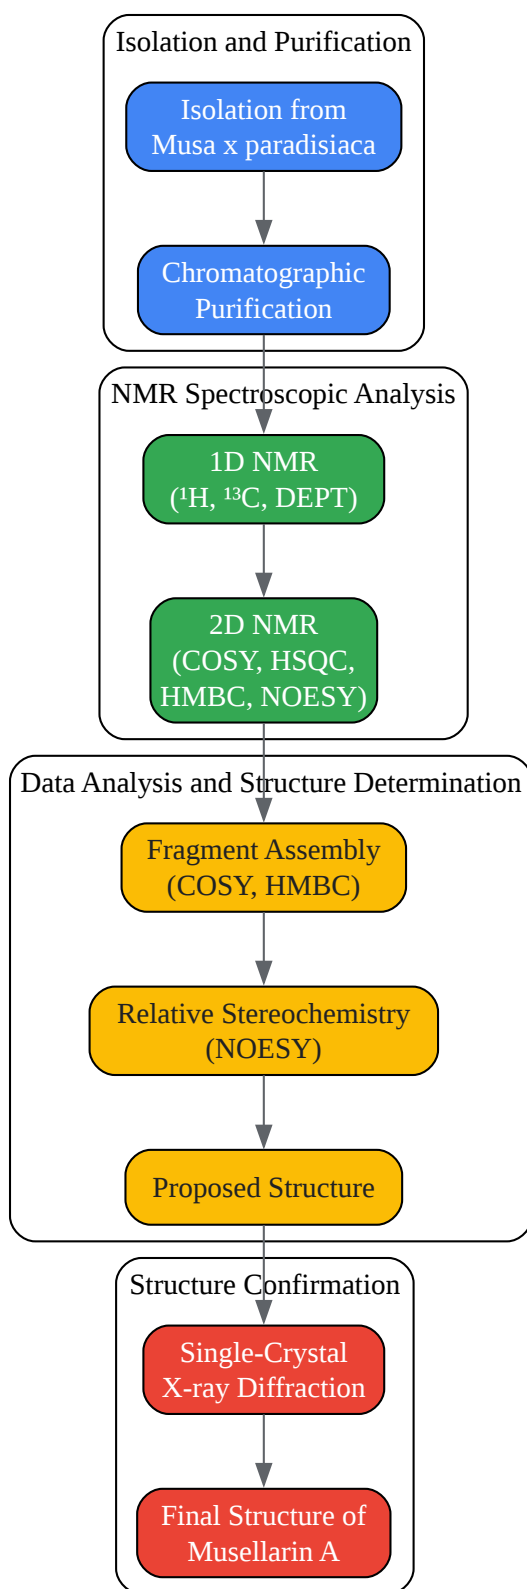 Isolation and Purification
Isolation from
Musa x paradisiaca
Chromatographic
Purification
NMR Spectroscopic Analysis
1D NMR
(¹H, ¹³C, DEPT)
2D NMR
(COSY, HSQC,
HMBC, NOESY)
Data Analysis and Structure Determination
Fragment Assembly
(COSY, HMBC)
Relative Stereochemistry
(NOESY)
Proposed Structure
Structure Confirmation
Single-Crystal
X-ray Diffraction
Final Structure of
Musellarin A